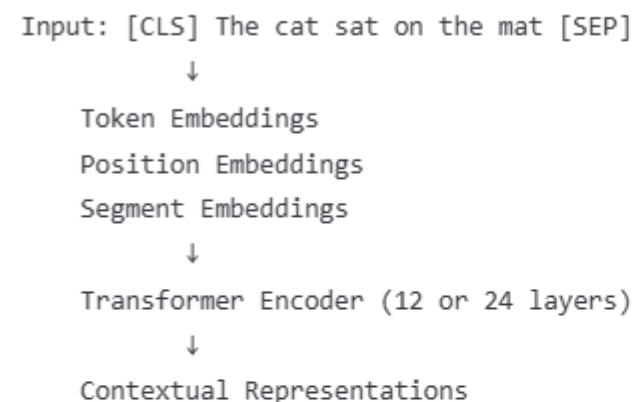 Input: [CLS] The cat sat on the mat [SEP]
↓
Token Embeddings
Position Embeddings
Segment Embeddings
↓
Transformer Encoder (12 or 24 layers)
↓
Contextual Representations